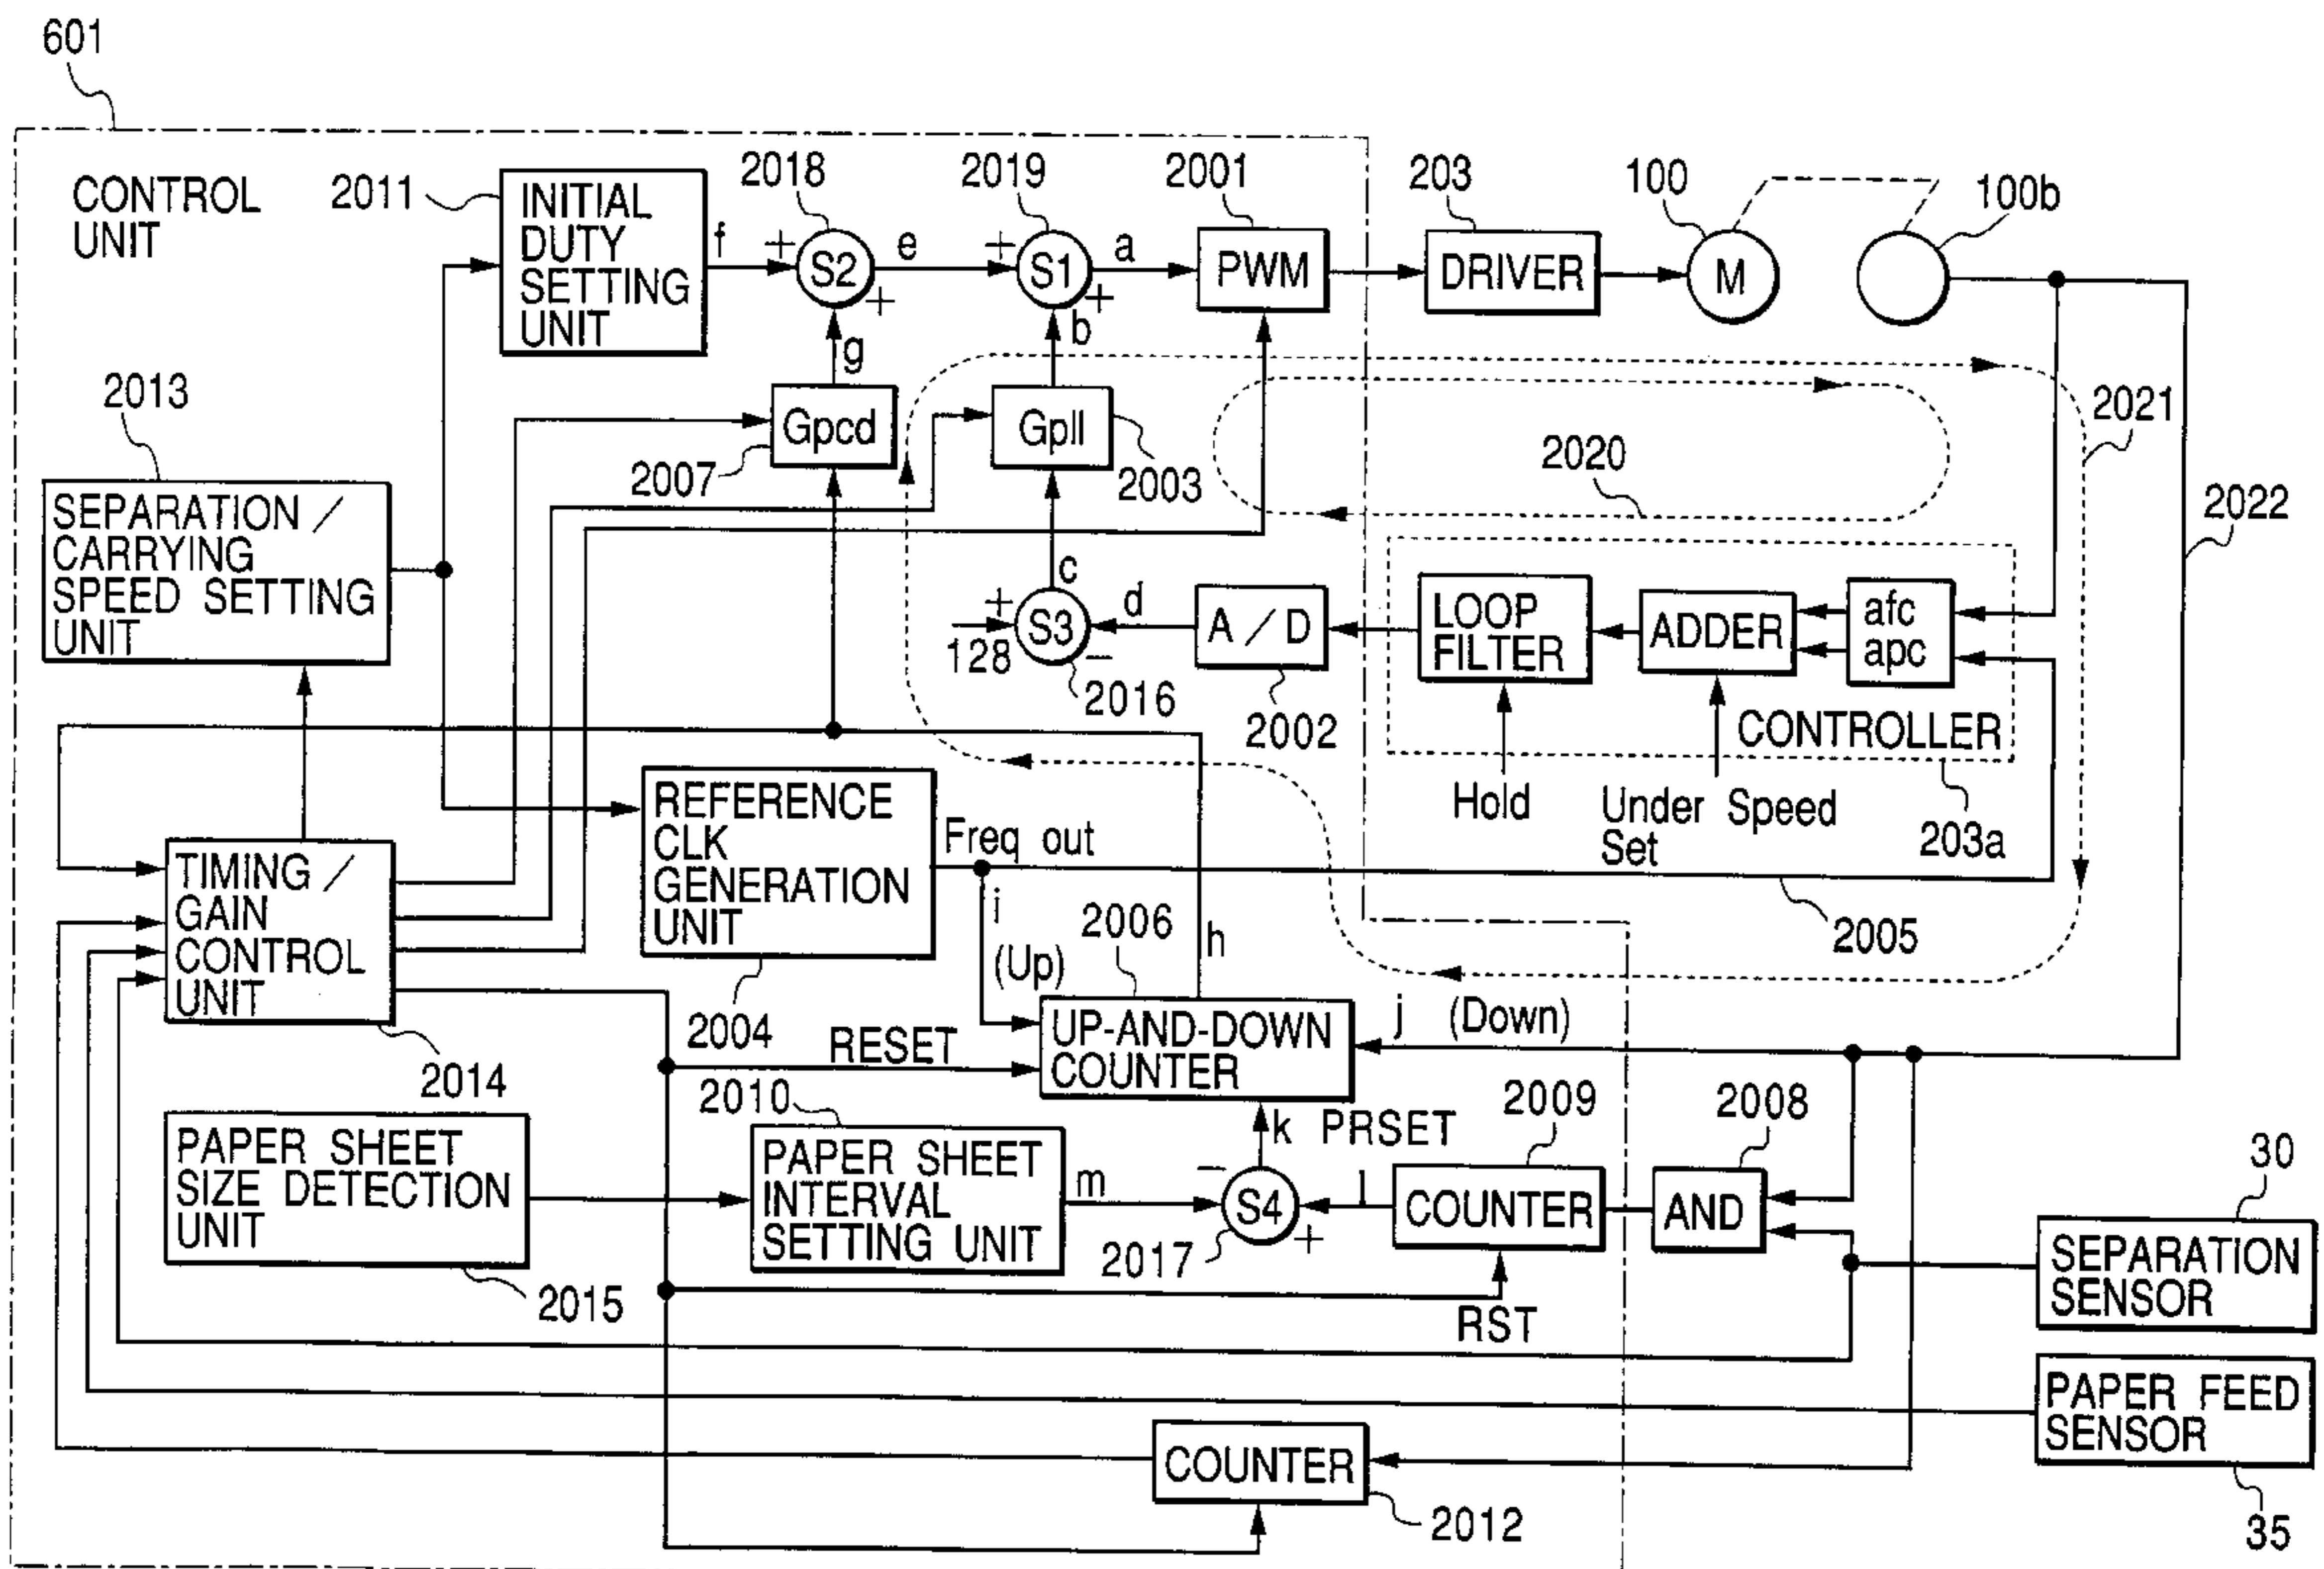 601
CONTROL
UNIT
2011
INITIAL
DUTY
SETTING
UNIT
f
+
2018
S2
+
e
g
2019
+
S1
+
a
b
2001
PWM
203
DRIVER
100
M
100b
2013
SEPARATION /
CARRYING
SPEED SETTING
UNIT
Gpcd
2007
Gpll
2003
2020
2021
2022
c
+
128
S3
−
2016
d
A / D
2002
LOOP
FILTER
ADDER
afc
apc
CONTROLLER
Hold
Under Speed
Set
203a
TIMING /
GAIN
CONTROL
UNIT
2014
REFERENCE
CLK
GENERATION
UNIT
2004
Freq out
i
(Up)
2005
2006
h
UP-AND-DOWN
COUNTER
RESET
j (Down)
PAPER SHEET
SIZE DETECTION
UNIT
2015
2010
PAPER SHEET
INTERVAL
SETTING UNIT
m
k PRSET
−
S4
+
2017
l
2009
COUNTER
RST
2008
AND
30
SEPARATION
SENSOR
PAPER FEED
SENSOR
35
COUNTER
2012